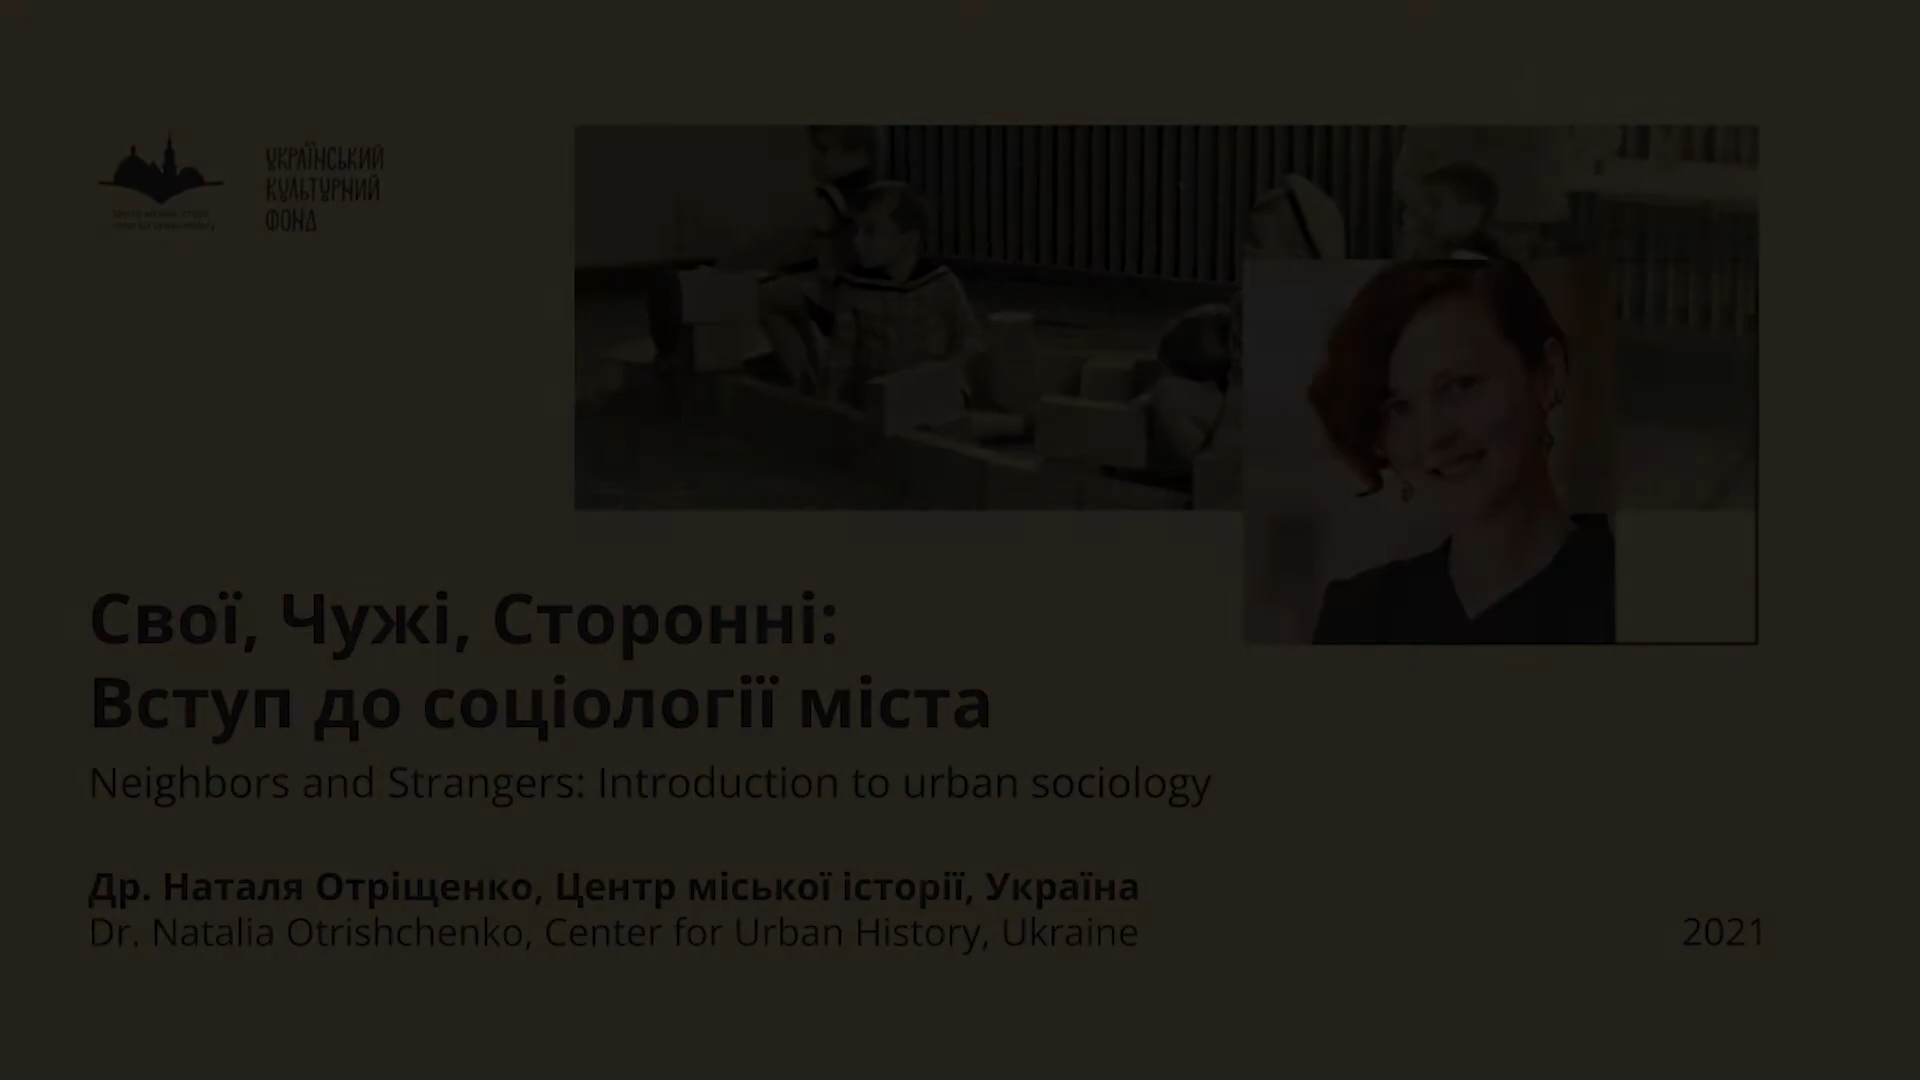 УКРАЇНСЬКИЙ
КУЛЬТУРНИЙ
ФОНД
Свої, Чужі, Сторонні:
Вступ до соціології міста
Neighbors and Strangers: Introduction to urban sociology
Др. Наталя Отріщенко, Центр міської історії, Україна
Dr. Natalia Otrishchenko, Center for Urban History, Ukraine
2021